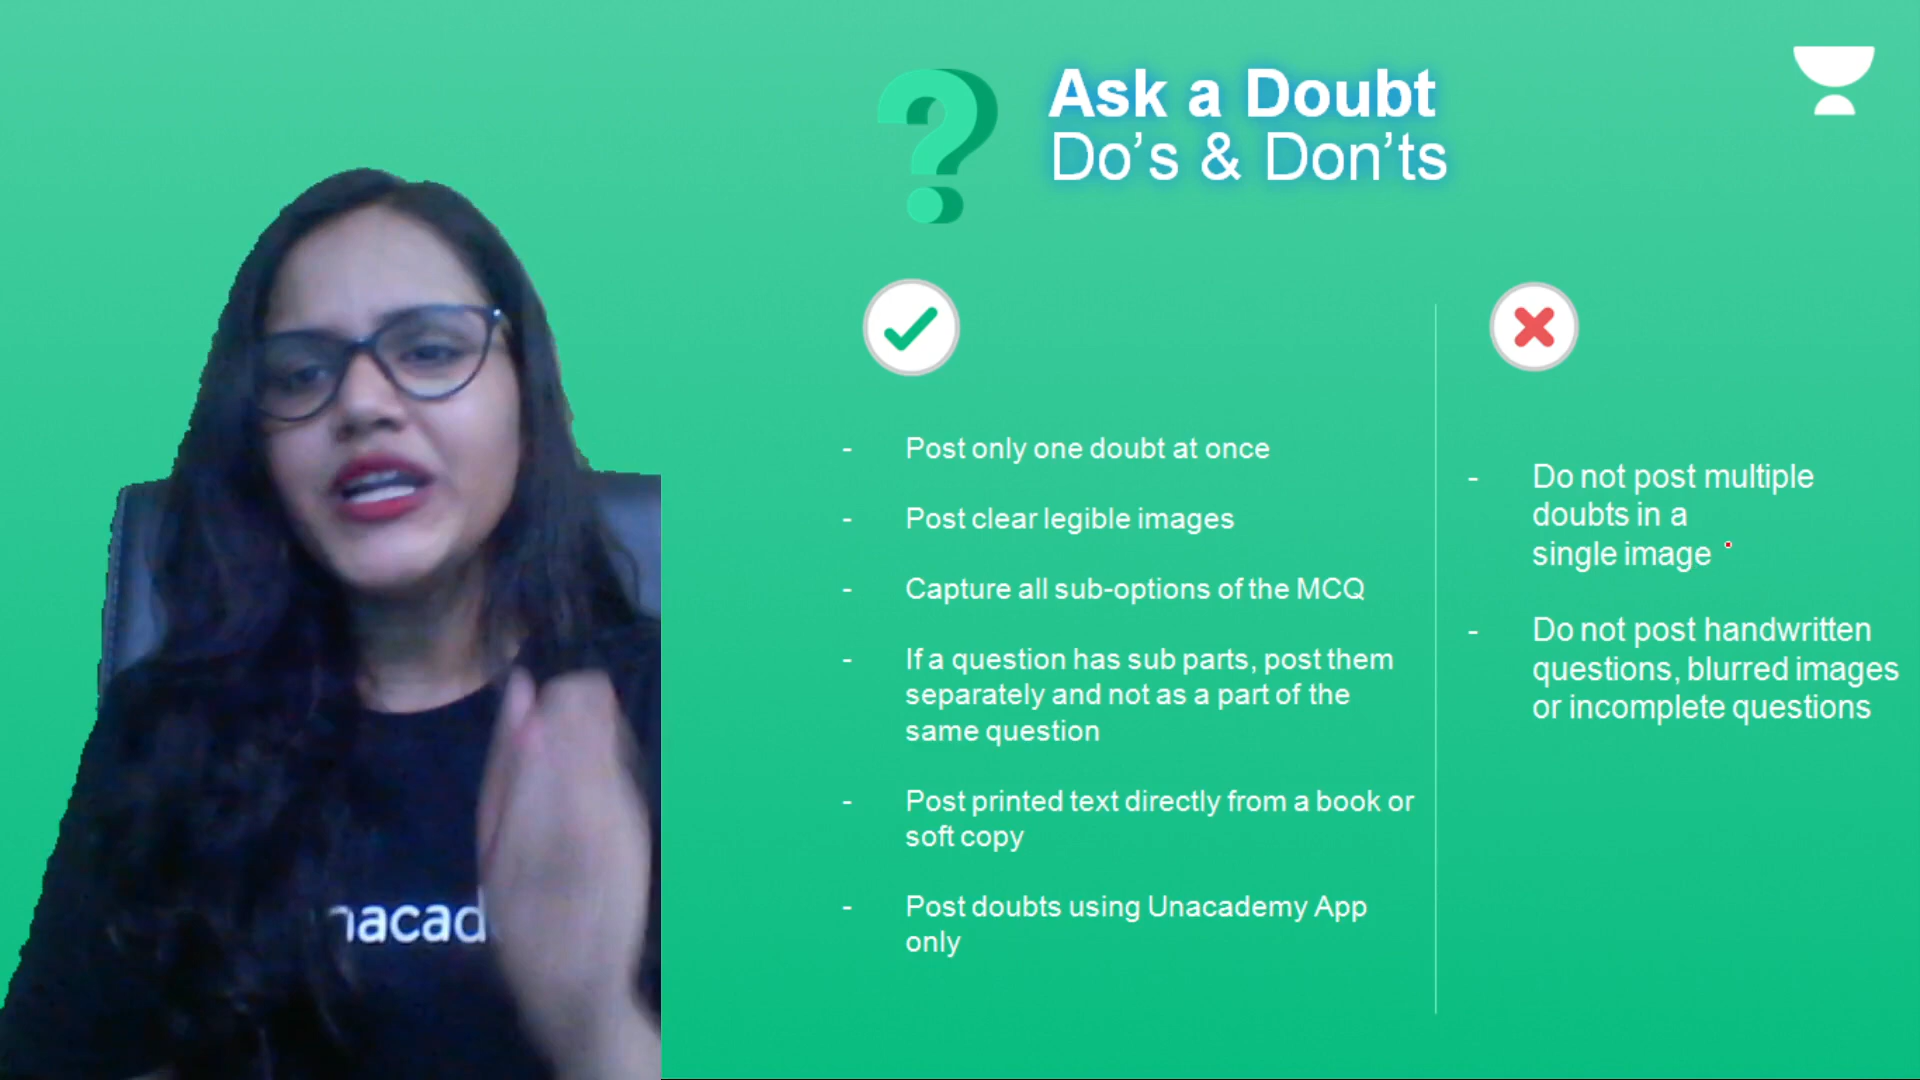 Ask a Doubt
Do’s & Don’ts
- Post only one doubt at once
- Post clear legible images
- Capture all sub-options of the MCQ
- If a question has sub parts, post them
separately and not as a part of the
same question
- Post printed text directly from a book or
soft copy
- Post doubts using Unacademy App
only
- Do not post multiple
doubts in a
single image
- Do not post handwritten
questions, blurred images
or incomplete questions